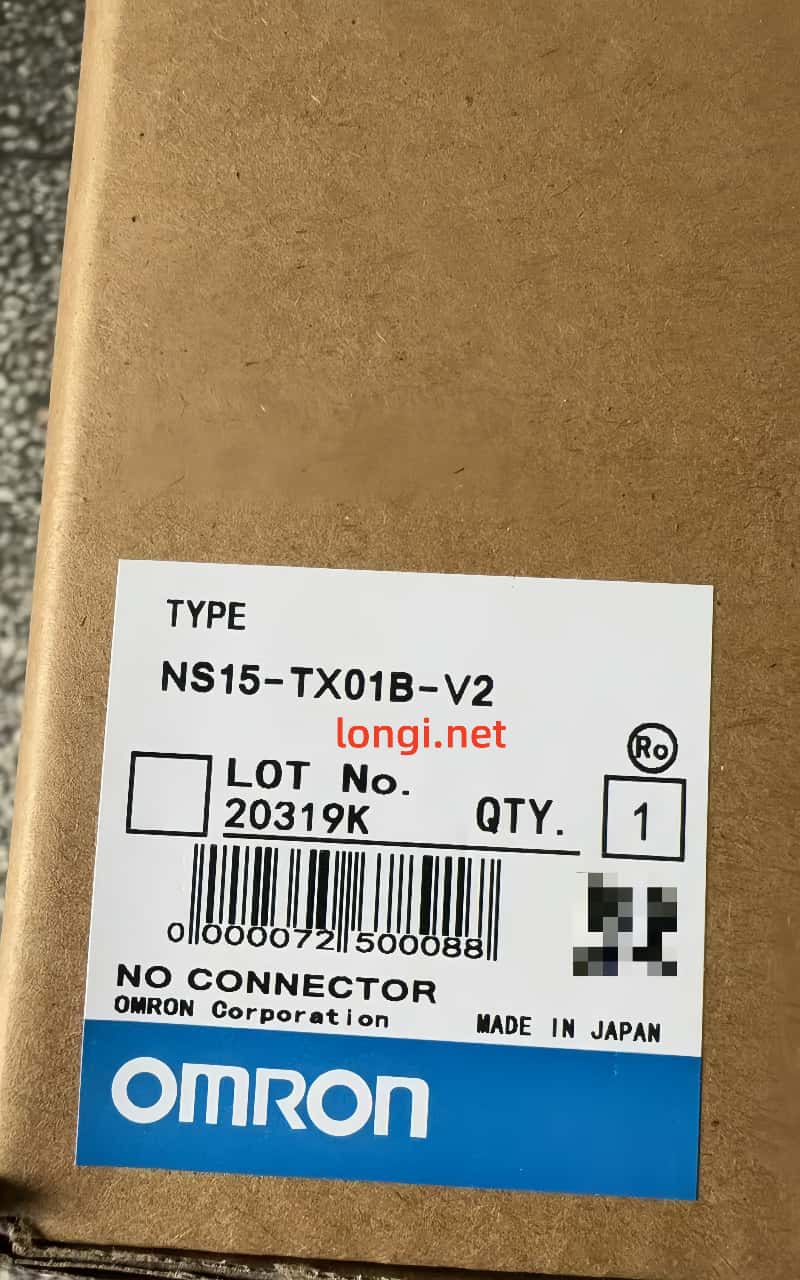 TYPE
NS15-TX01B-V2
longi.net
Ro
LOT No.
20319K
QTY. 1
0 000072 500088
NO CONNECTOR
OMRON Corporation
MADE IN JAPAN
OMRON